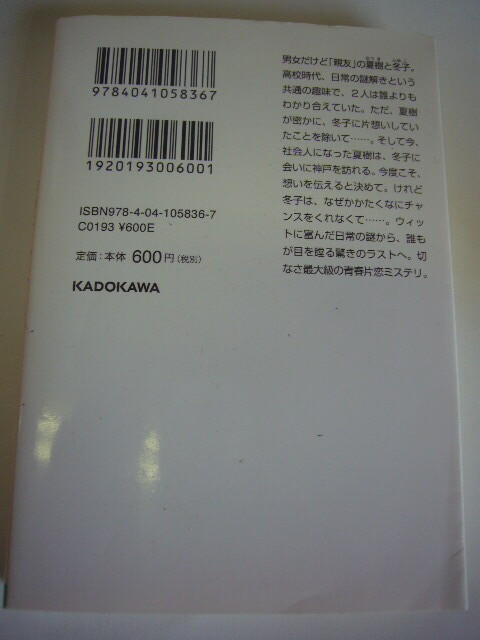 9784041058367
1920193006001
ISBN978-4-04-105836-7
C0193 ¥600E
定価:本体 600円(税別)
KADOKAWA
男女だけど「親友」の夏樹と冬子。
高校時代、日常の謎解きという
共通の趣味で、2人は誰よりも
わかり合えていた。ただ、夏樹
が密かに、冬子に片想いしてい
たことを除いて……。そして今、
社会人になった夏樹は、冬子に
会いに神戸を訪れる。今度こそ、
想いを伝えると決めて。けれど
冬子は、なぜかかたくなにチャ
ンスをくれなくて……。ウィッ
トに富んだ日常の謎から、誰も
が目を瞠る驚きのラストへ。切
なさ最大級の青春片恋ミステリ。